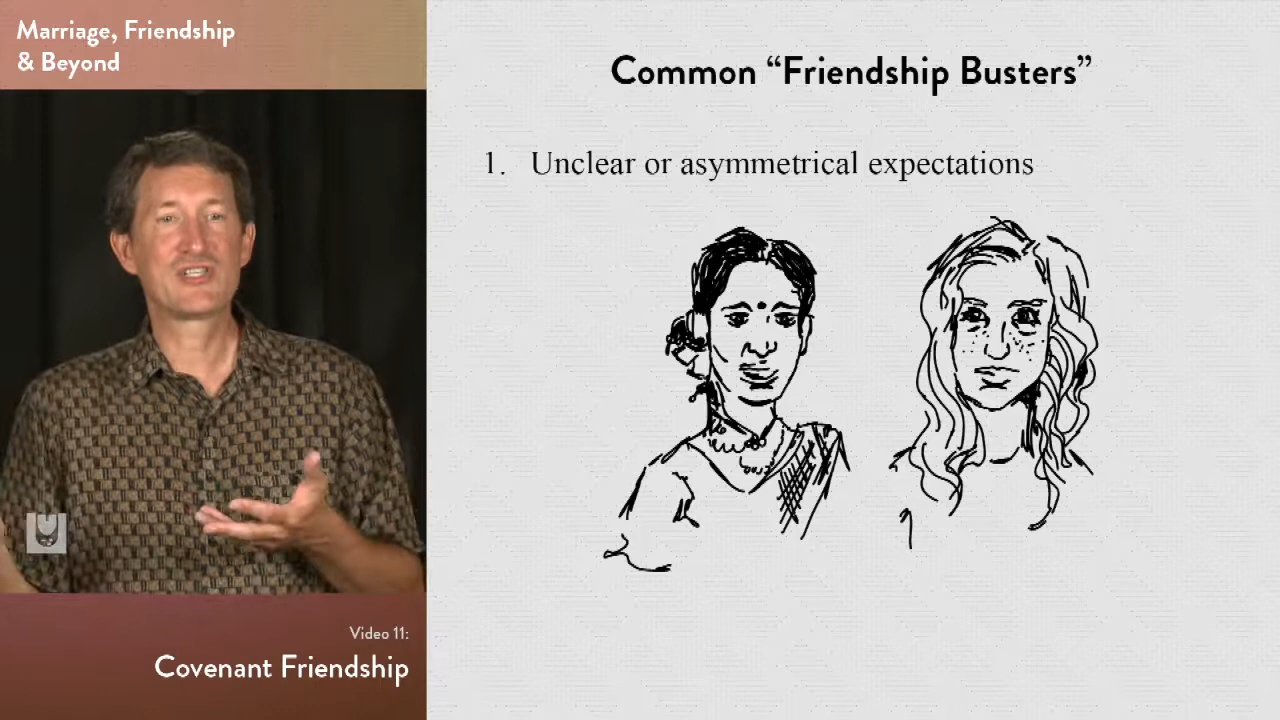 Marriage, Friendship
& Beyond
Common “Friendship Busters”
1. Unclear or asymmetrical expectations
Video 11:
Covenant Friendship